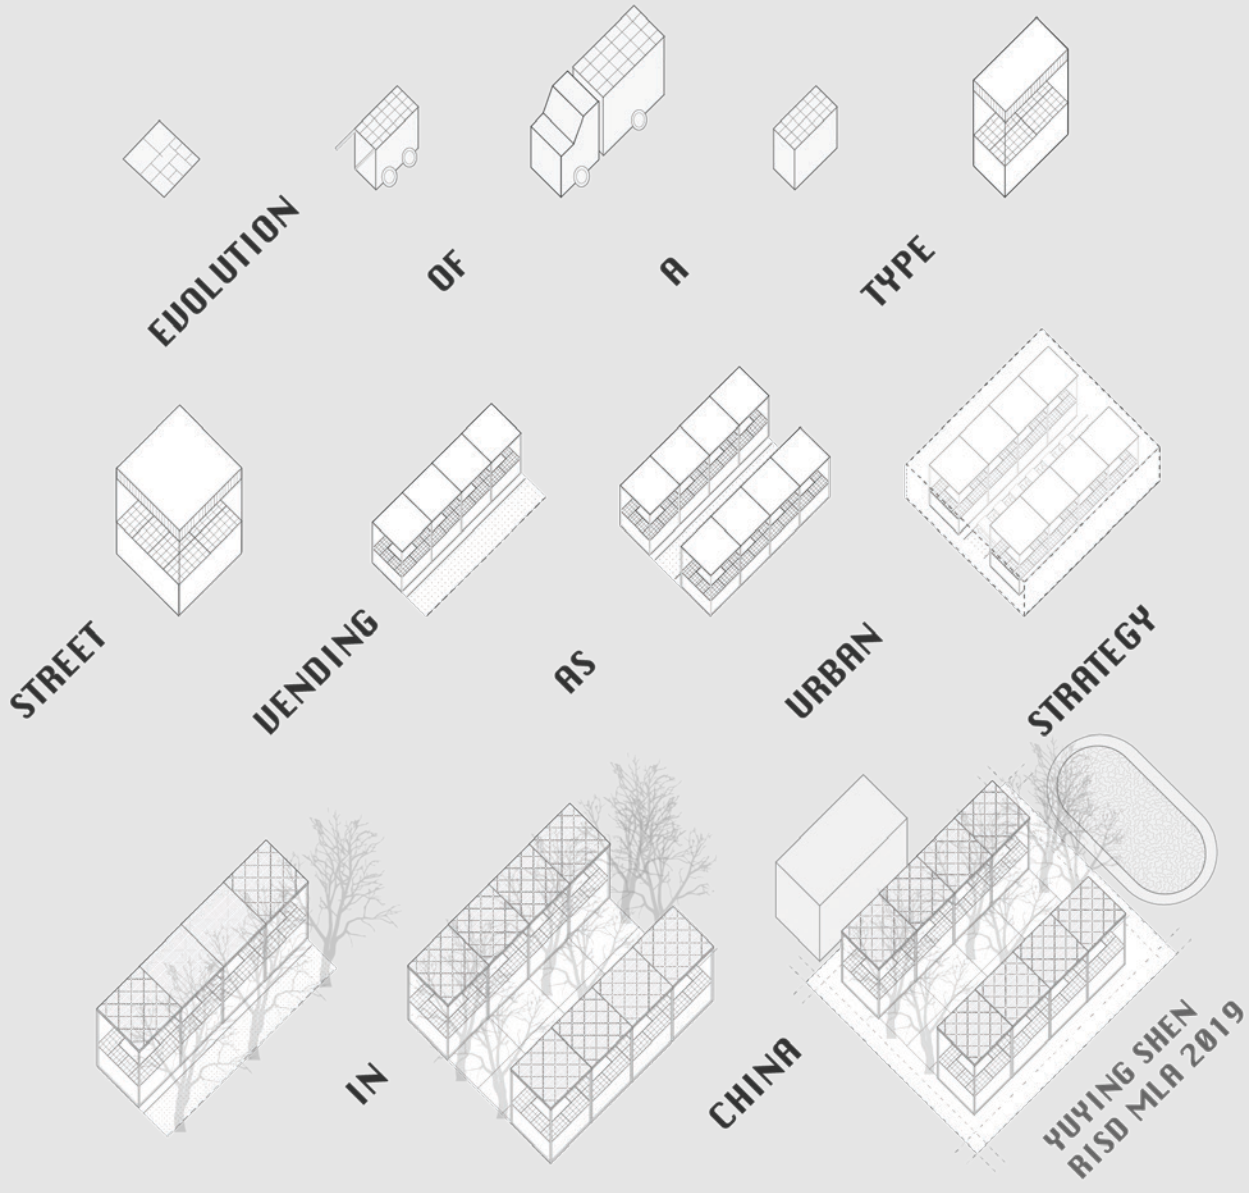 EVOLUTION OF A TYPE
STREET VENDING AS URBAN STRATEGY
IN CHINA
YUYING SHEN
RISD MLA 2019